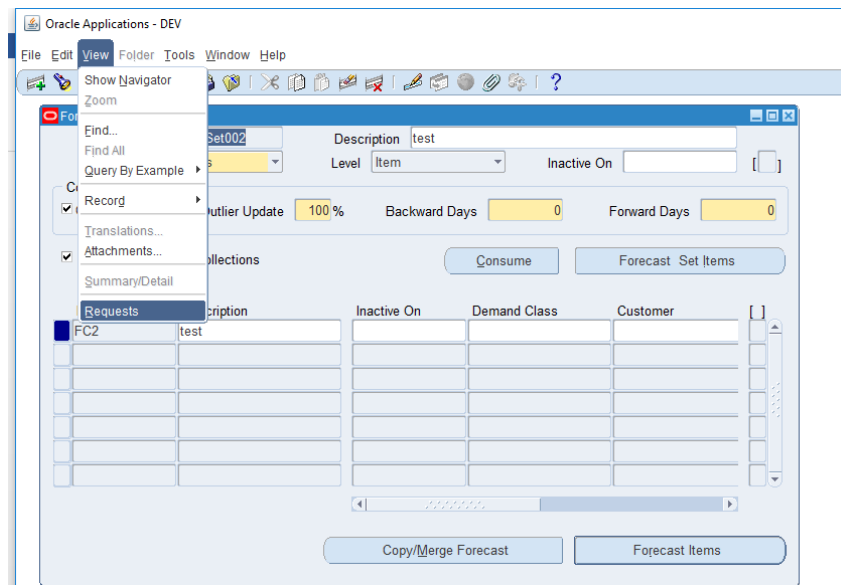 Oracle Applications - DEV
File Edit View Folder Tools Window Help
Show Navigator
Zoom
Find...
Find All
Query By Example
Record
Translations...
Attachments...
Summary/Detail
Requests
For
Set002 Description test
s Level Item Inactive On [ ]
Outlier Update 100 % Backward Days 0 Forward Days 0
ollections Consume Forecast Set Items
cription Inactive On Demand Class Customer [ ]
FC2 test
Copy/Merge Forecast Forecast Items